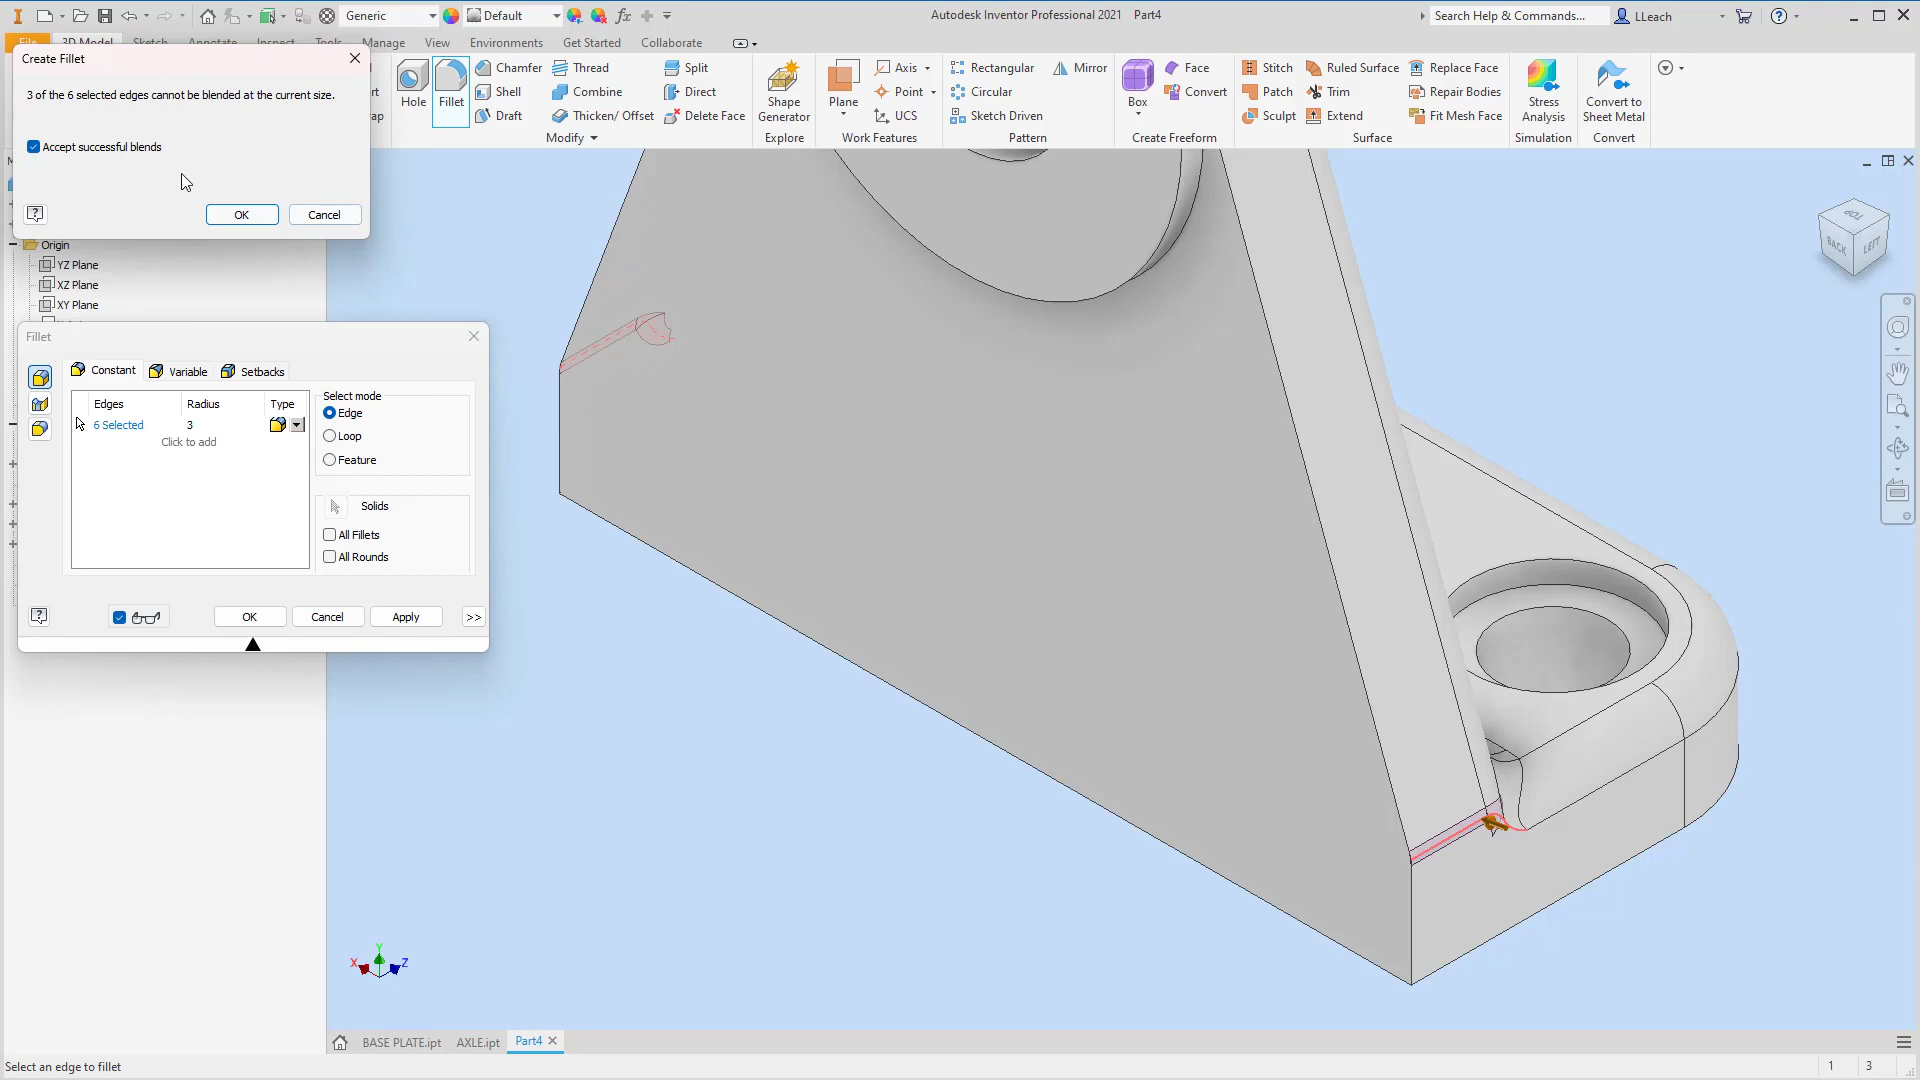 Generic
Default
fx
Autodesk Inventor Professional 2021 Part4
Search Help & Commands...
LLeach
File
3D Model
Sketch
Annotate
Inspect
Tools
Manage
View
Environments
Get Started
Collaborate
Create Fillet
3 of the 6 selected edges cannot be blended at the current size.
Accept successful blends
OK
Cancel
Hole
Fillet
Chamfer
Shell
Draft
Thread
Combine
Thicken/ Offset
Split
Direct
Delete Face
Modify
Shape
Generator
Explore
Plane
Axis
Point
UCS
Work Features
Rectangular
Circular
Sketch Driven
Mirror
Pattern
Box
Face
Convert
Create Freeform
Stitch
Patch
Sculpt
Ruled Surface
Trim
Extend
Replace Face
Repair Bodies
Fit Mesh Face
Surface
Stress
Analysis
Simulation
Convert to
Sheet Metal
Convert
Origin
YZ Plane
XZ Plane
XY Plane
Fillet
Constant
Variable
Setbacks
Edges
Radius
Type
6 Selected
3
Click to add
Select mode
Edge
Loop
Feature
Solids
All Fillets
All Rounds
OK
Cancel
Apply
>>
TOP
BACK
LEFT
Y
X
Z
BASE PLATE.ipt
AXLE.ipt
Part4
Select an edge to fillet
1
3